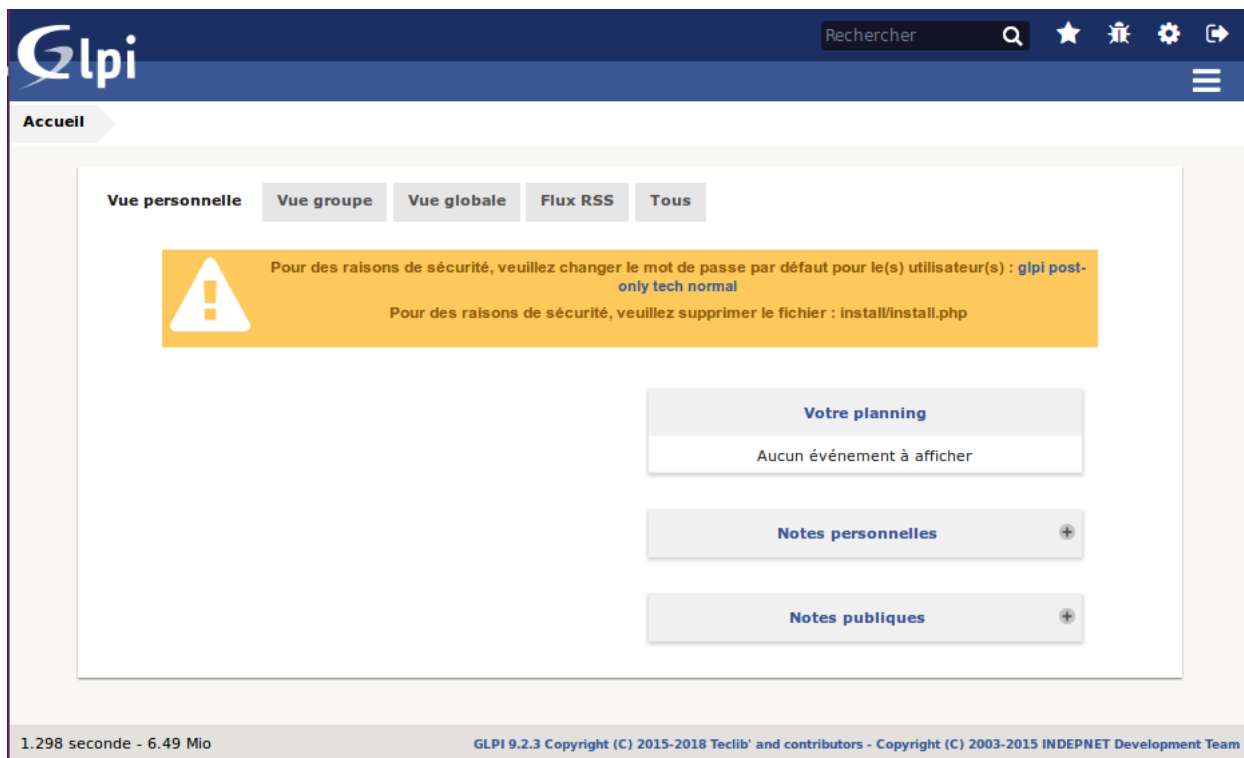 Glpi
Rechercher
Accueil
Vue personnelle
Vue groupe
Vue globale
Flux RSS
Tous
Pour des raisons de sécurité, veuillez changer le mot de passe par défaut pour le(s) utilisateur(s) : glpi post-
only tech normal
Pour des raisons de sécurité, veuillez supprimer le fichier : install/install.php
Votre planning
Aucun événement à afficher
Notes personnelles
Notes publiques
1.298 seconde - 6.49 Mio
GLPI 9.2.3 Copyright (C) 2015-2018 Teclib' and contributors - Copyright (C) 2003-2015 INDEPNET Development Team